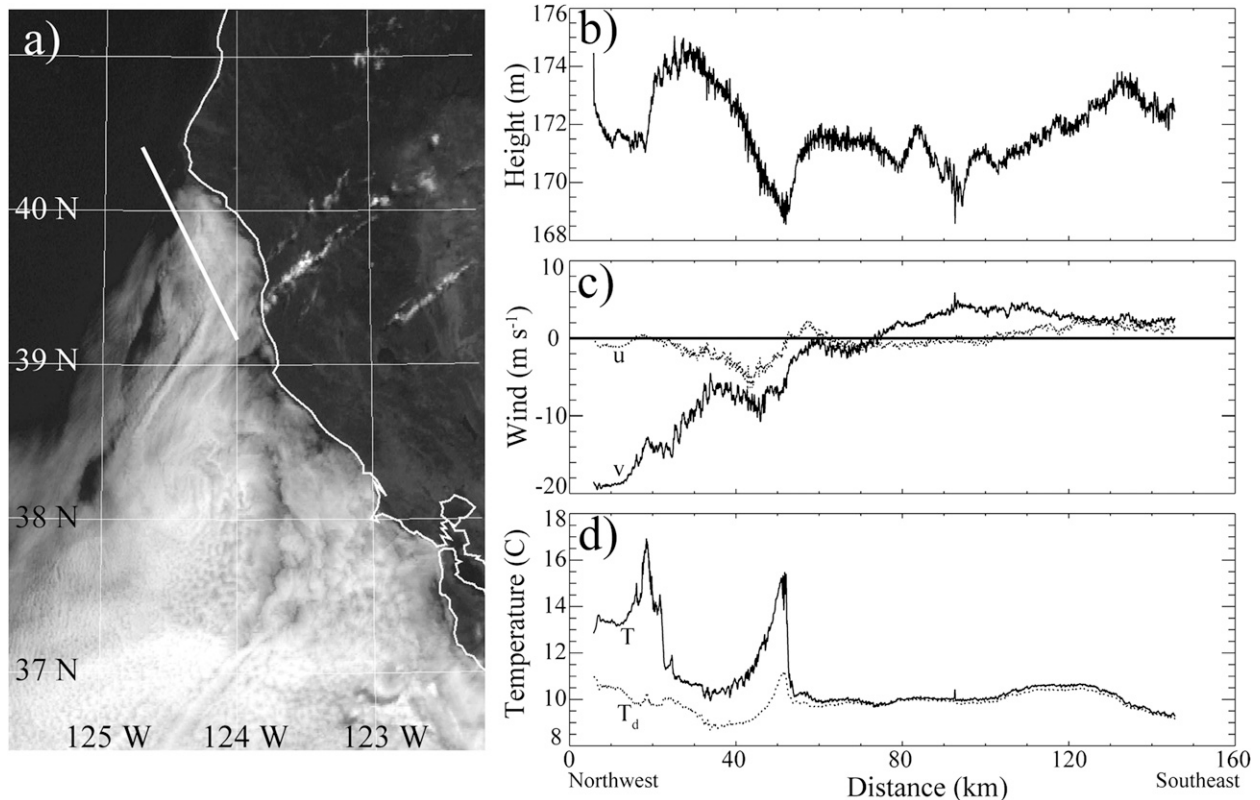 a)
40 N
39 N
38 N
37 N
125 W 124 W 123 W
b)
Height (m)
176
174
172
170
168
c)
Wind (m s⁻¹)
10
0
-10
-20
u
v
d)
Temperature (C)
18
16
14
12
10
8
T
T_d
0 40 80 120 160
Northwest Distance (km) Southeast